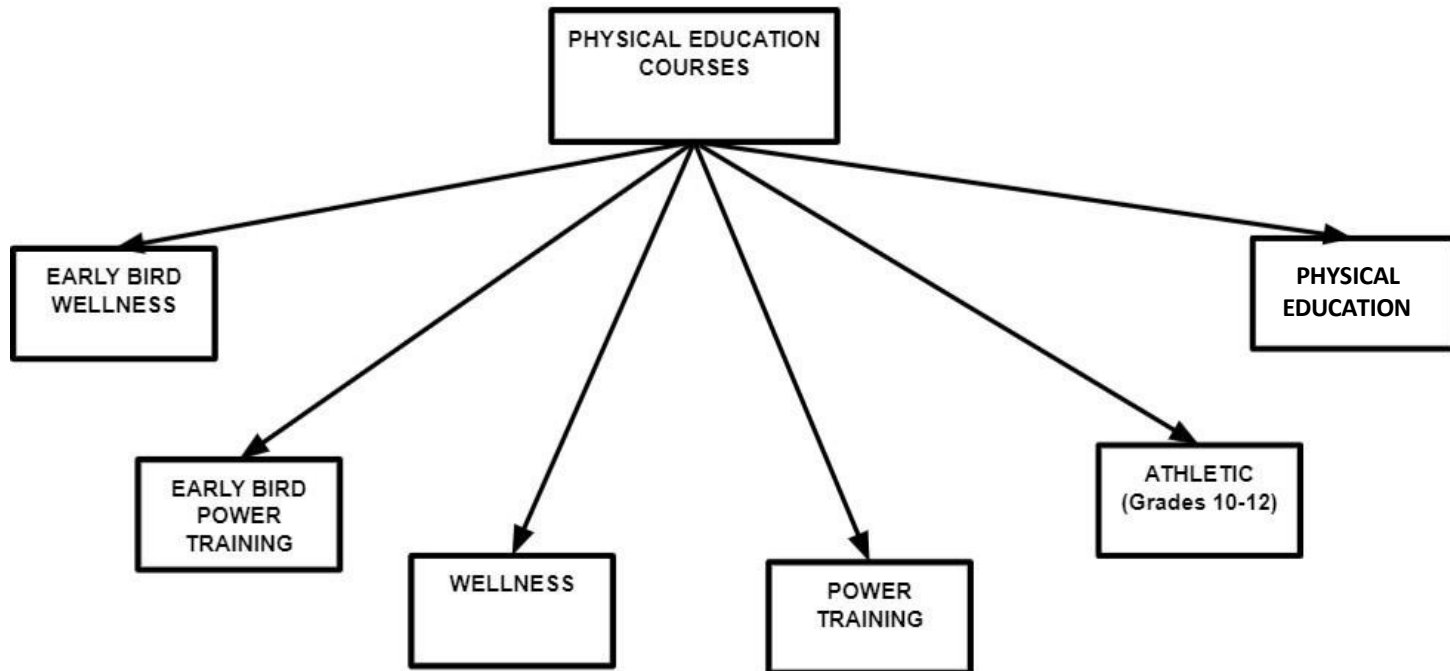 PHYSICAL EDUCATION
COURSES
EARLY BIRD
WELLNESS
PHYSICAL
EDUCATION
EARLY BIRD
POWER
TRAINING
WELLNESS
POWER
TRAINING
ATHLETIC
(Grades 10-12)